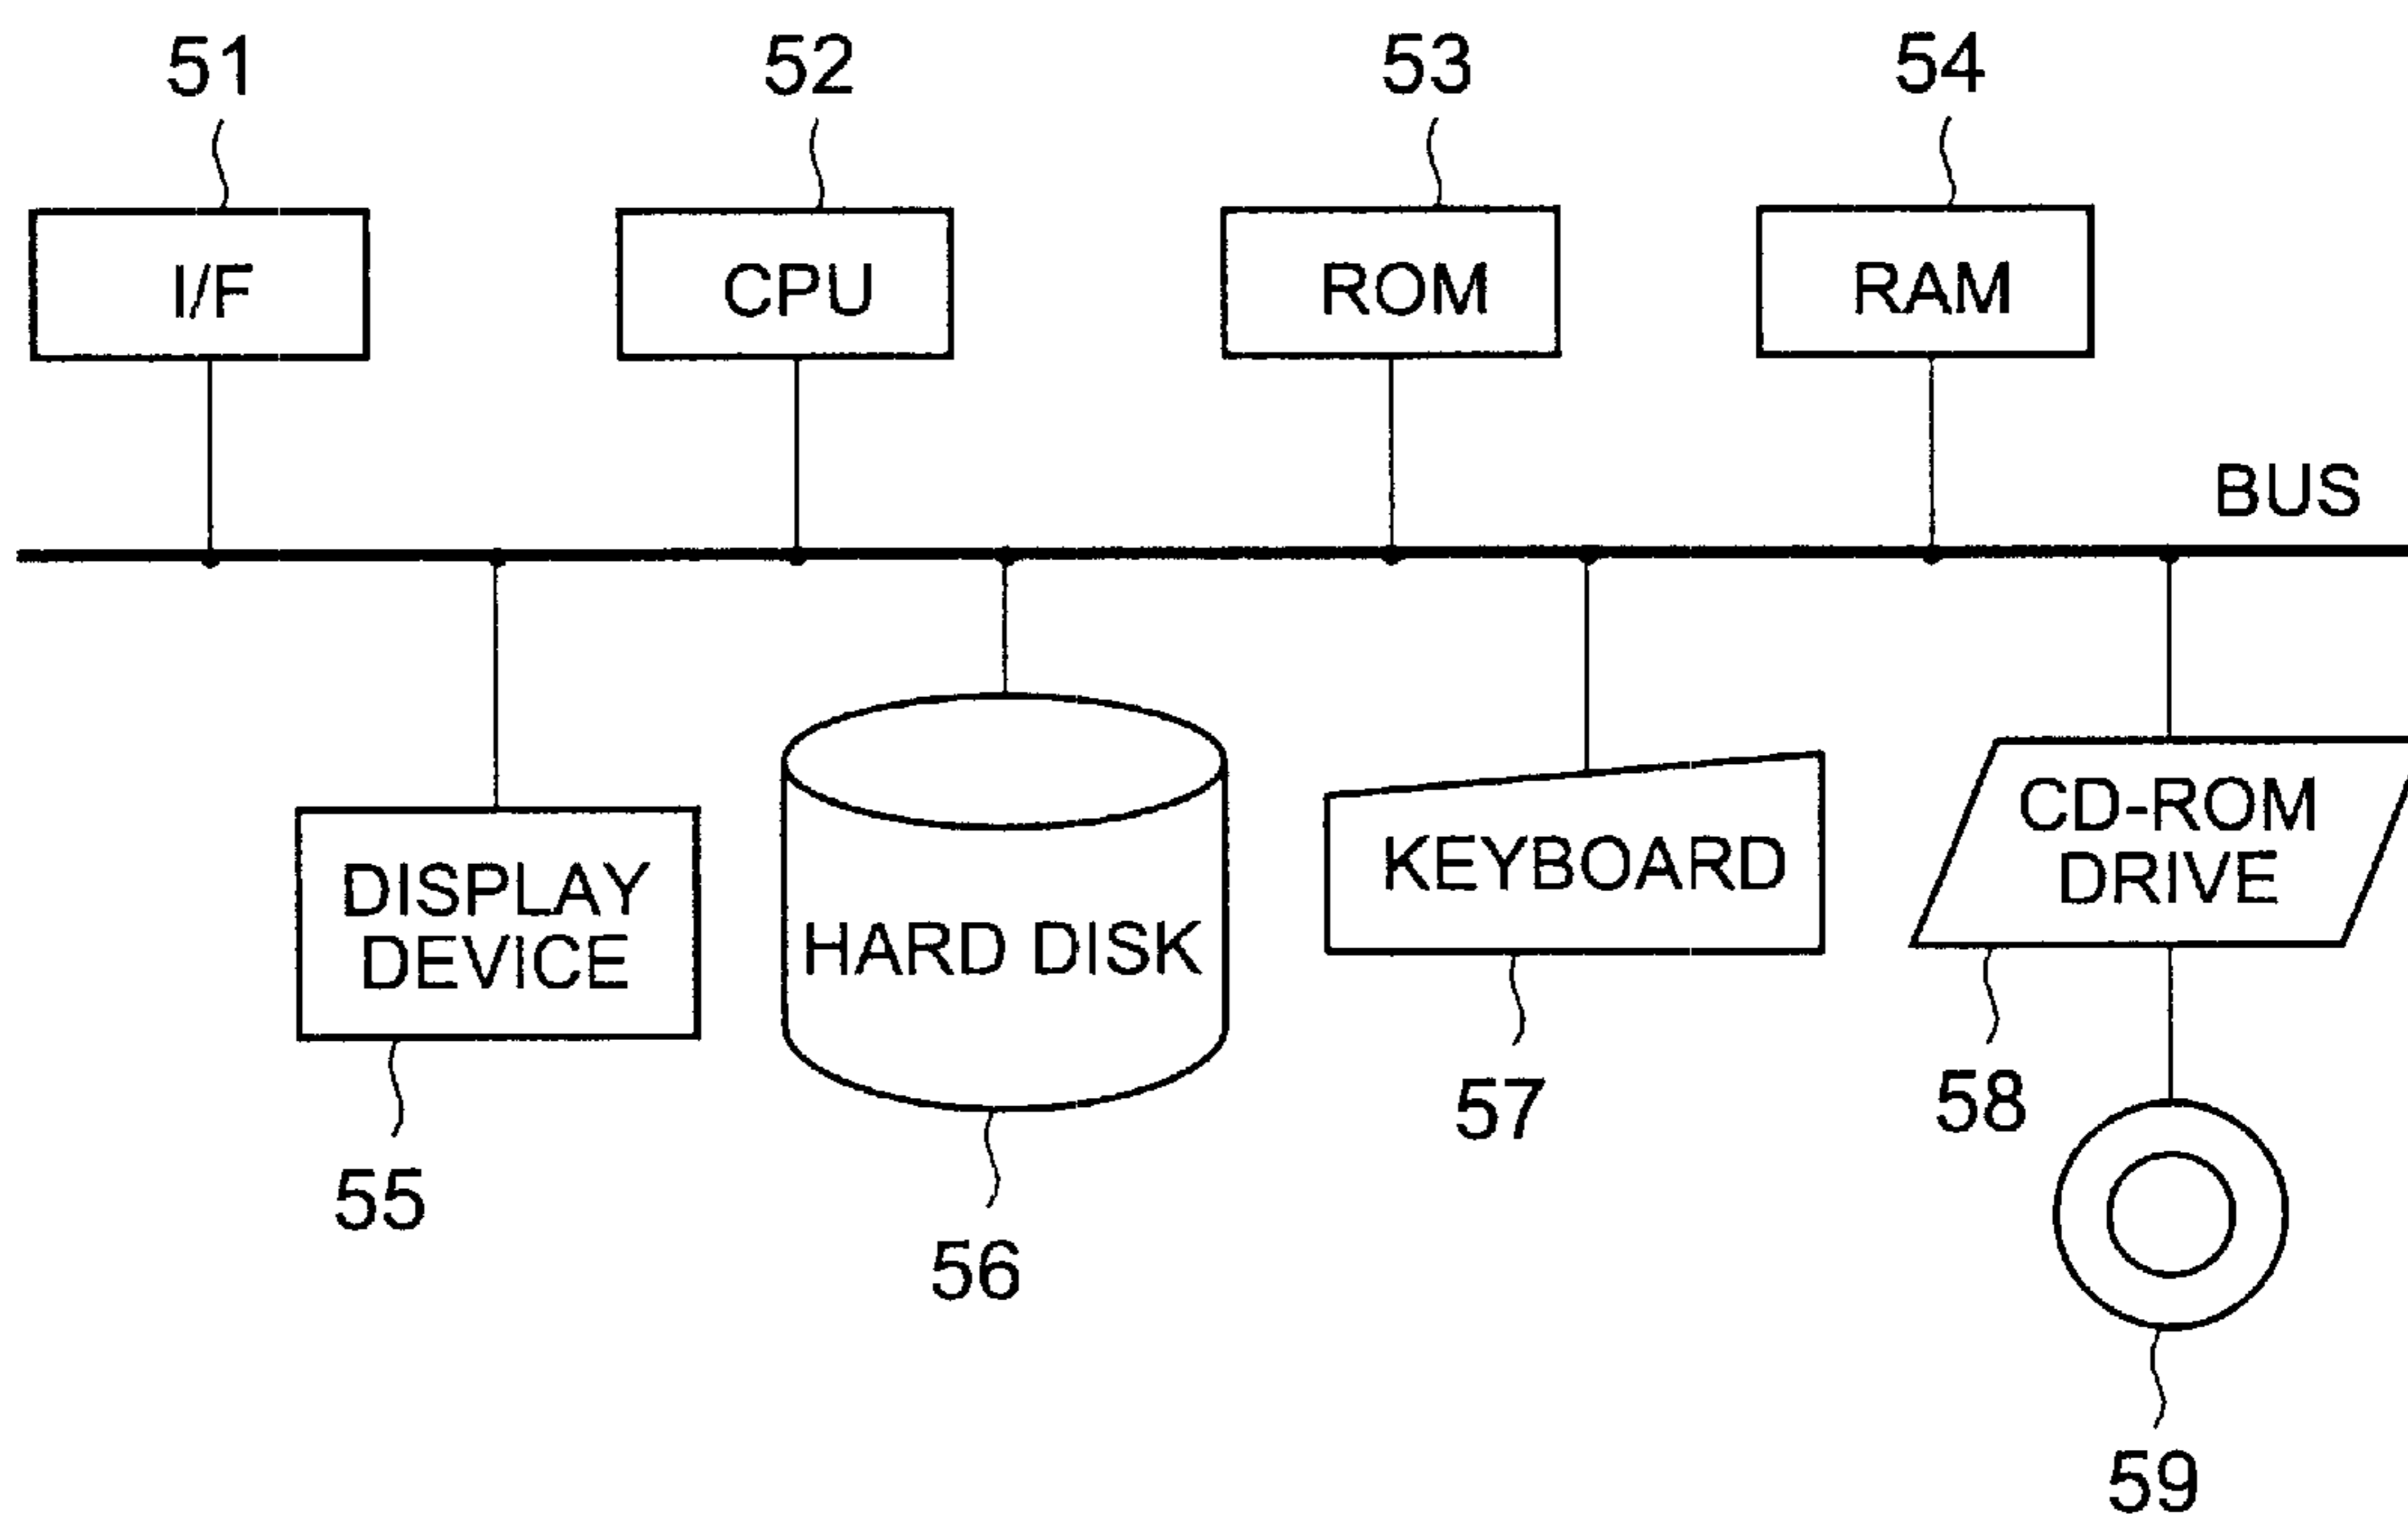 51
52
53
54
I/F
CPU
ROM
RAM
BUS
DISPLAY
DEVICE
HARD DISK
KEYBOARD
CD-ROM
DRIVE
55
56
57
58
59